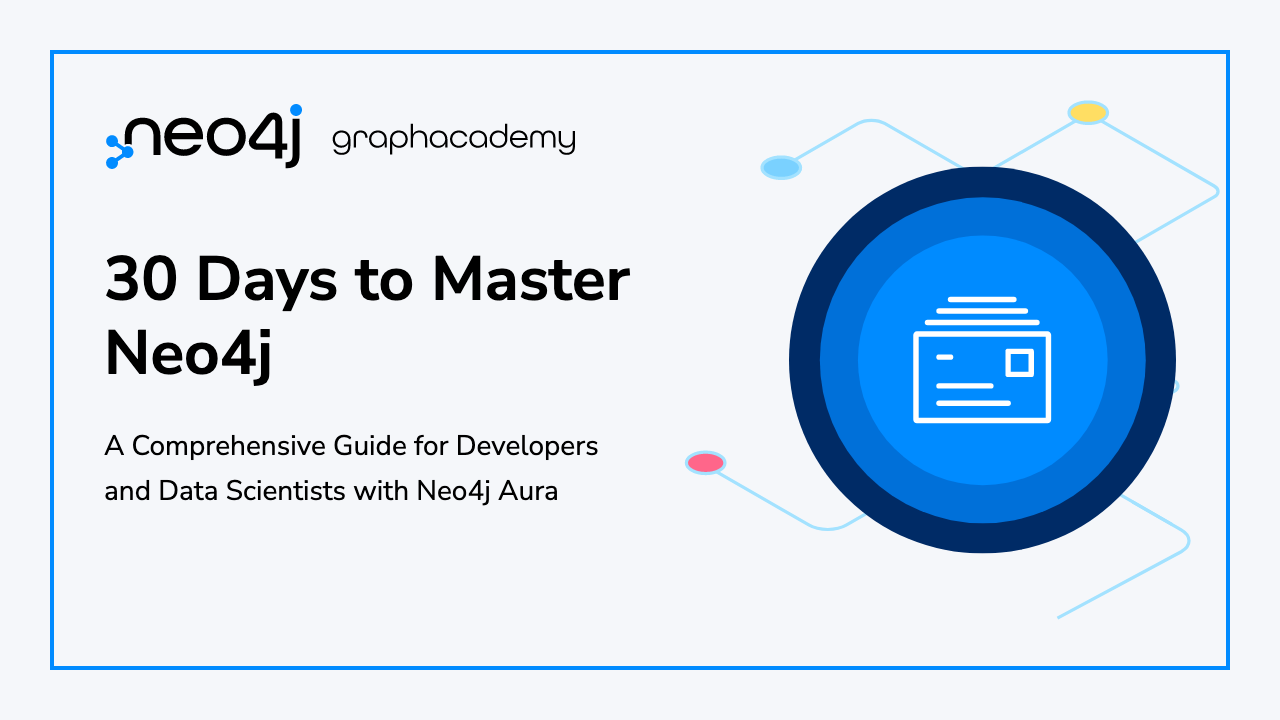 neo4j graphacademy
30 Days to Master
Neo4j
A Comprehensive Guide for Developers
and Data Scientists with Neo4j Aura